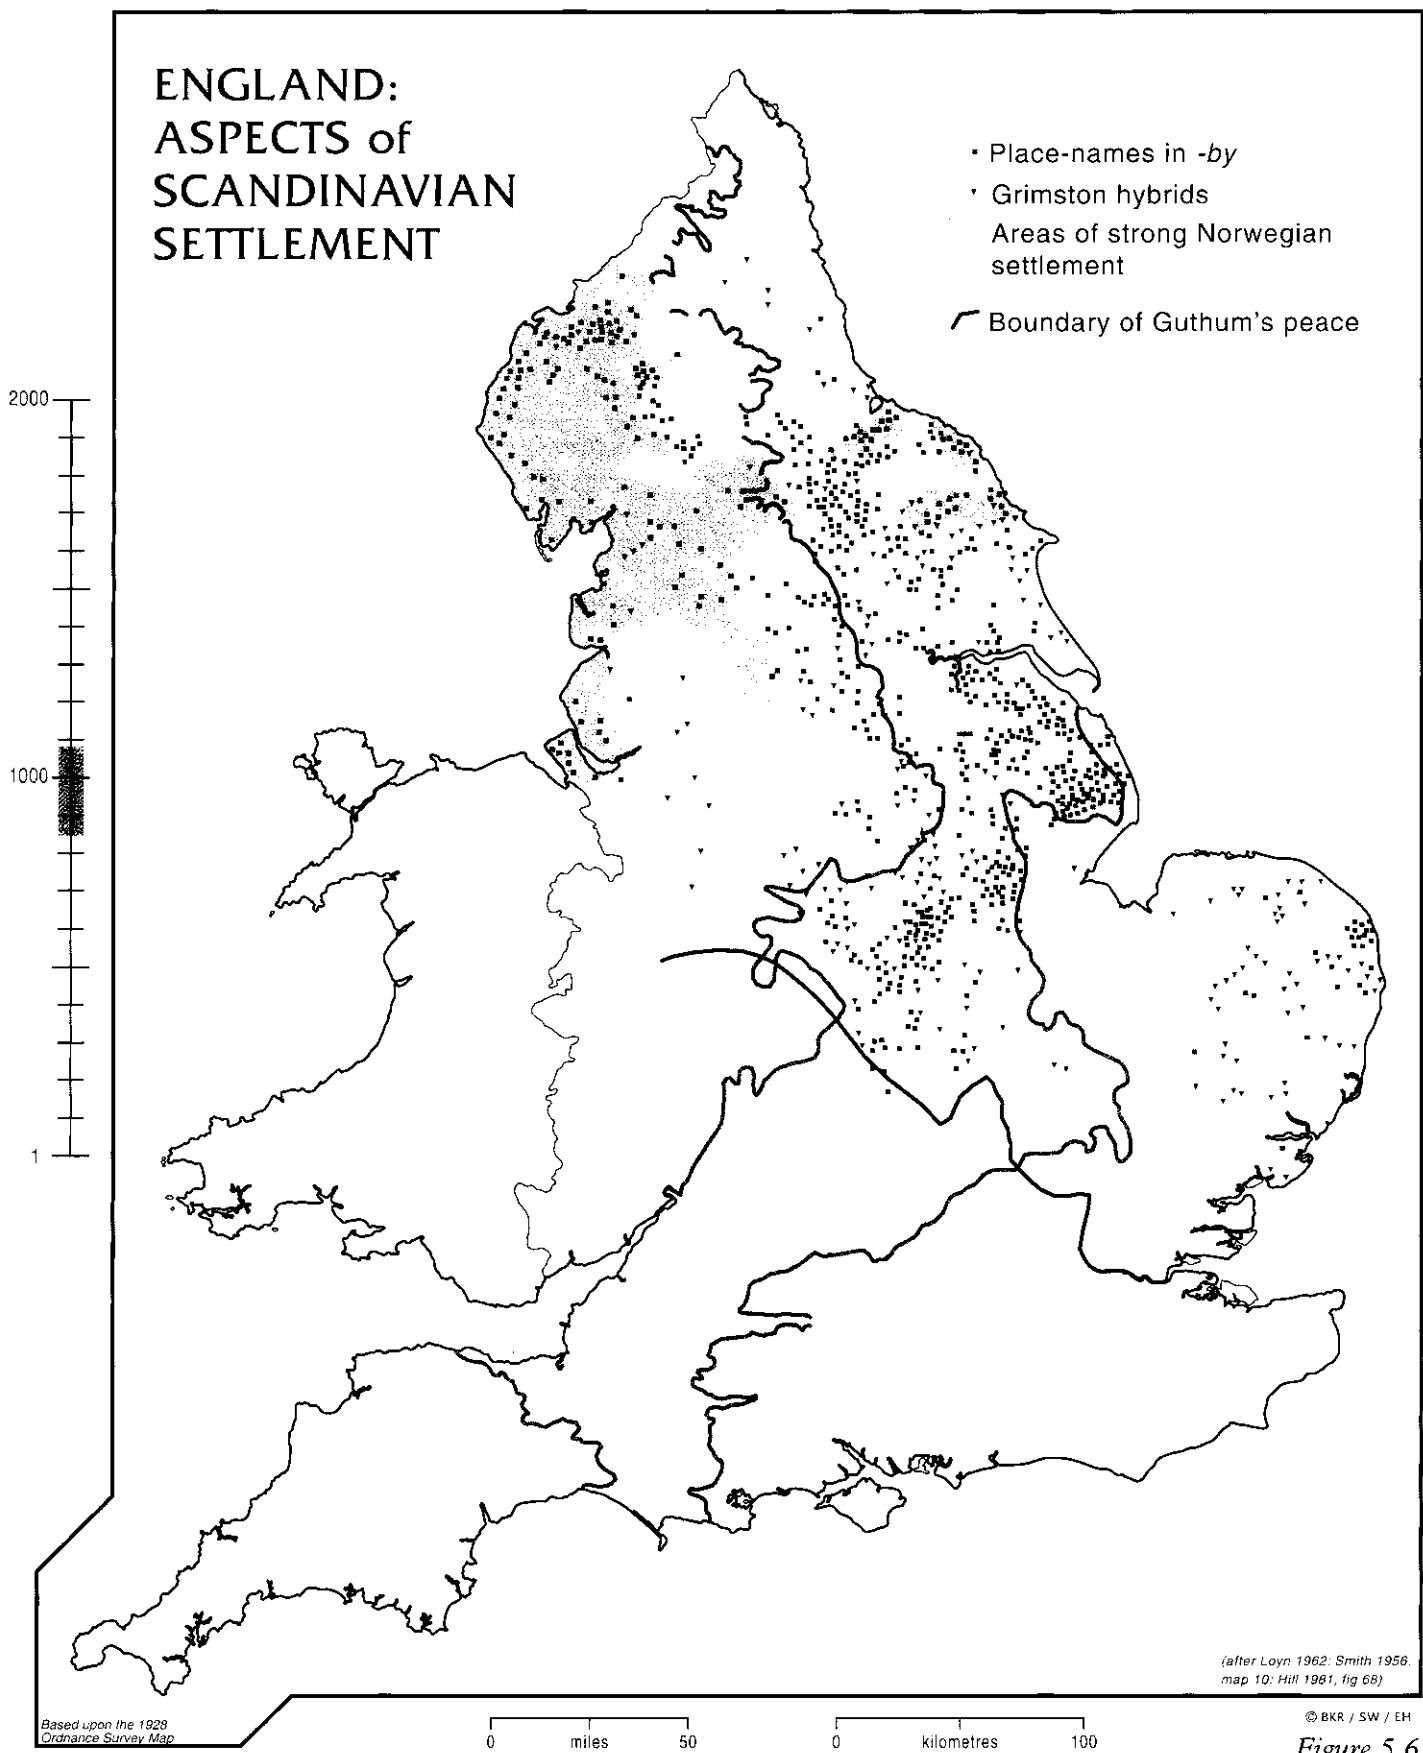 ENGLAND:
ASPECTS of
SCANDINAVIAN
SETTLEMENT
Place-names in -by
Grimston hybrids
Areas of strong Norwegian
settlement
Boundary of Guthum's peace
2000
1000
1
(after Loyn 1962: Smith 1956.
map 10: Hill 1981, fig 68)
Based upon the 1928
Ordnance Survey Map
0 miles 50
0 kilometres 100
© BKR / SW / EH
Figure 5.6